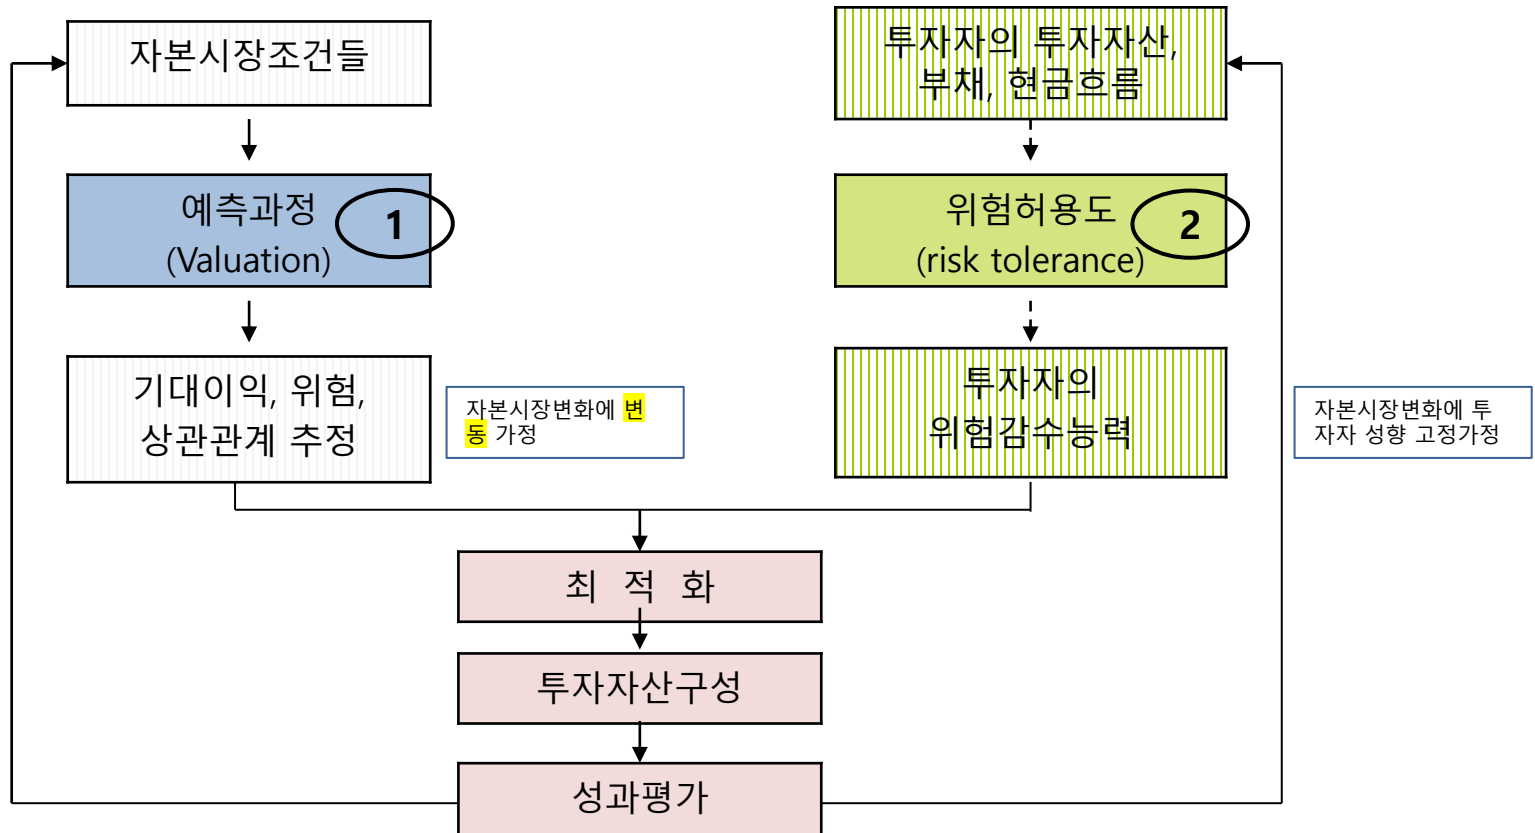 자본시장조건들
투자자의 투자자산,
부채, 현금흐름
예측과정
(Valuation)
1
위험허용도
(risk tolerance)
2
기대이익, 위험,
상관관계 추정
자본시장변화에 변
동 가정
투자자의
위험감수능력
자본시장변화에 투
자자 성향 고정가정
최 적 화
투자자산구성
성과평가